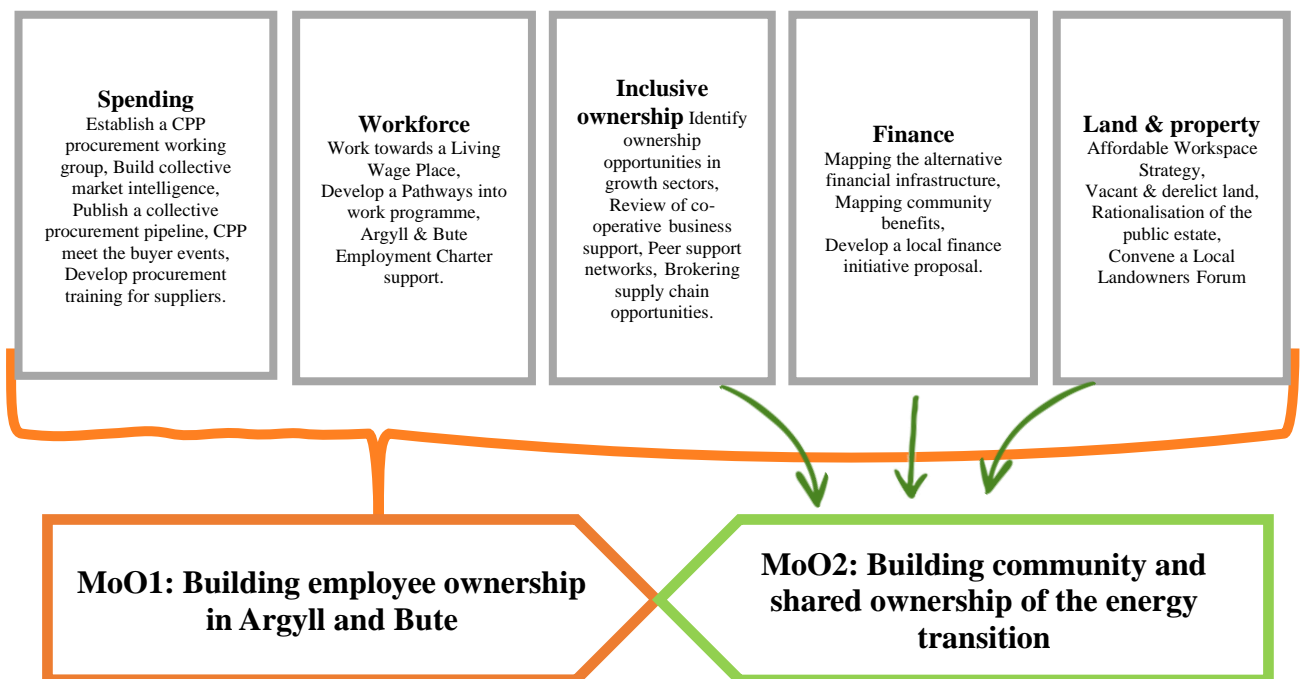 Spending
Establish a CPP
procurement working
group, Build collective
market intelligence,
Publish a collective
procurement pipeline, CPP
meet the buyer events,
Develop procurement
training for suppliers.
Workforce
Work towards a Living
Wage Place,
Develop a Pathways into
work programme,
Argyll & Bute
Employment Charter
support.
Inclusive
ownership Identify
ownership
opportunities in
growth sectors,
Review of co-
operative business
support, Peer support
networks, Brokering
supply chain
opportunities.
Finance
Mapping the alternative
financial infrastructure,
Mapping community
benefits,
Develop a local finance
initiative proposal.
Land & property
Affordable Workspace
Strategy,
Vacant & derelict land,
Rationalisation of the
public estate,
Convene a Local
Landowners Forum
MoO1: Building employee ownership
in Argyll and Bute
MoO2: Building community and
shared ownership of the energy
transition